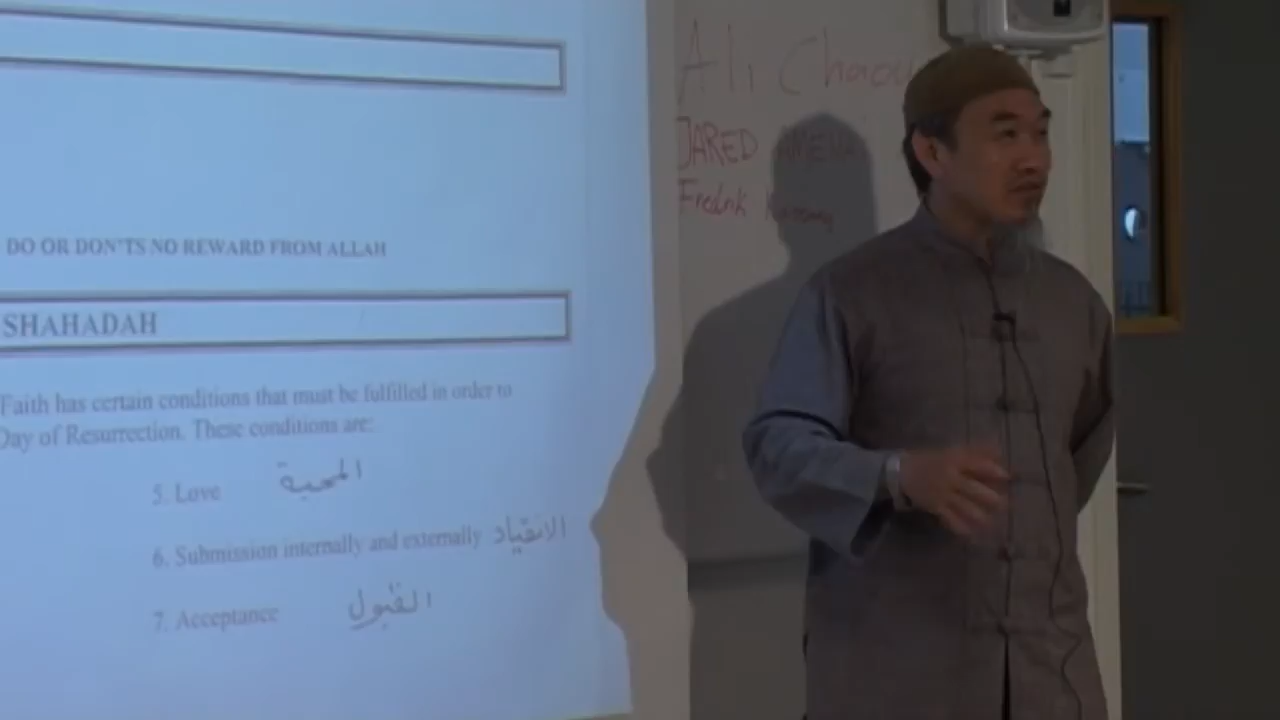 DO OR DON'TS NO REWARD FROM ALLAH
SHAHADAH
Faith has certain conditions that must be fulfilled in order to
Day of Resurrection. These conditions are:
5. Love المحبة
6. Submission internally and externally الانقياد
7. Acceptance القبول
Ali
JARED
Fredrik